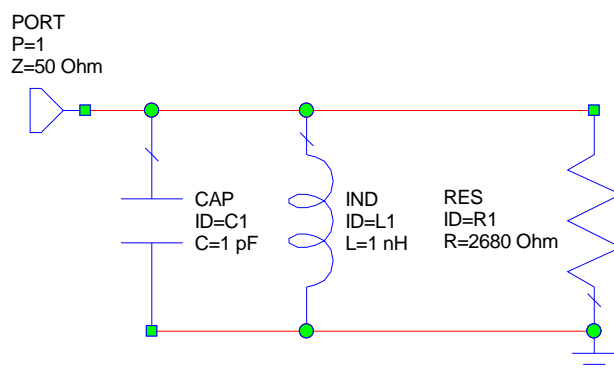 PORT
P=1
Z=50 Ohm
CAP
ID=C1
C=1 pF
IND
ID=L1
L=1 nH
RES
ID=R1
R=2680 Ohm